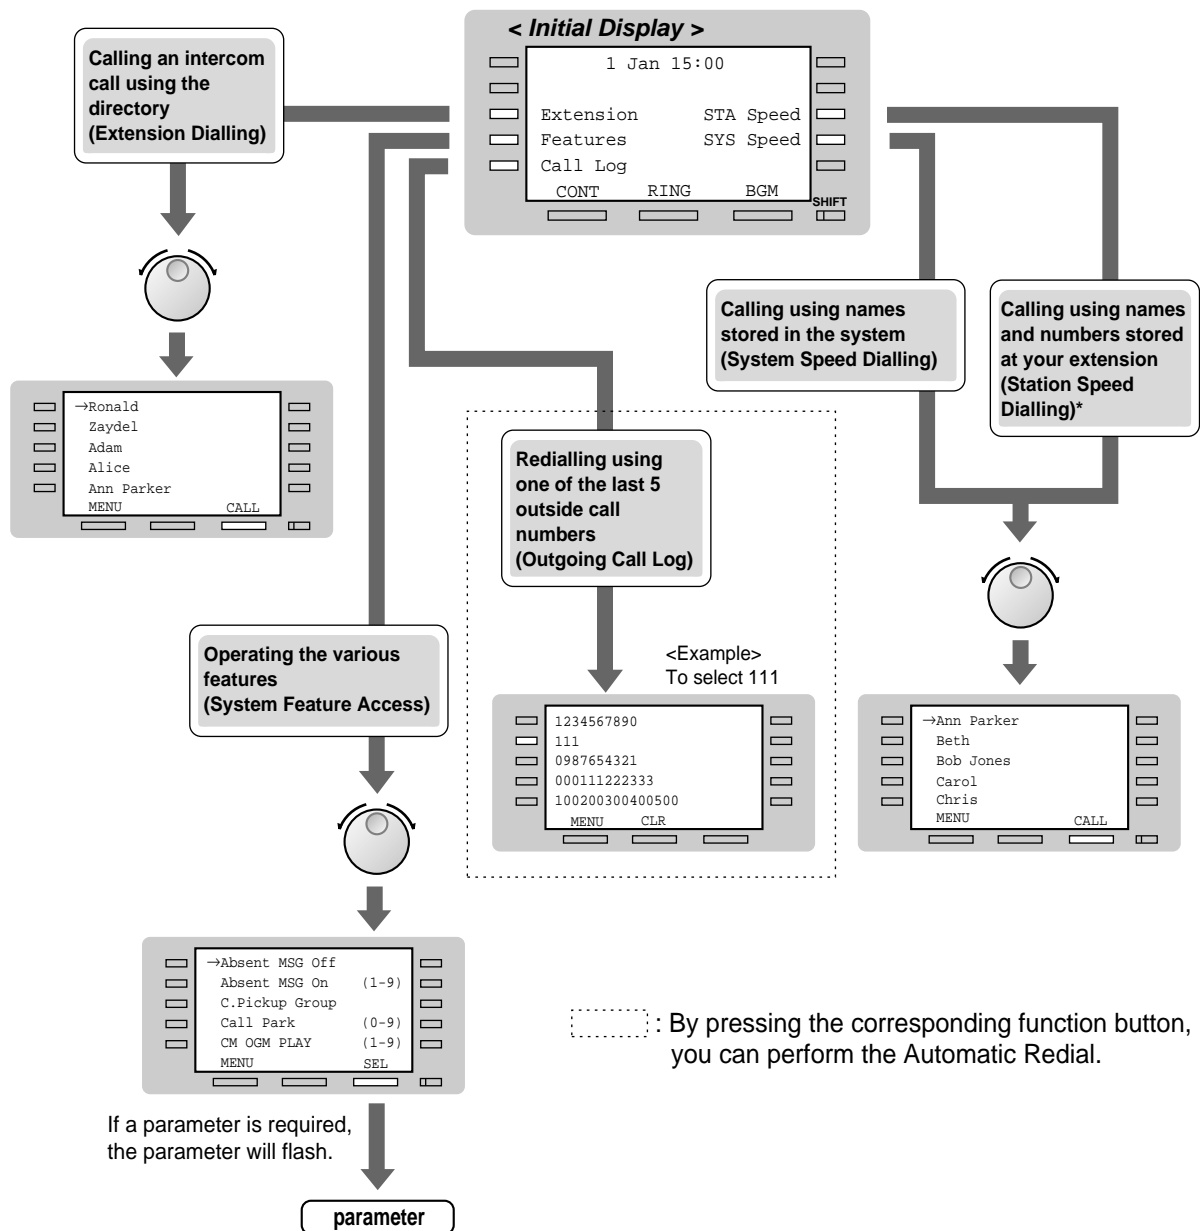 < Initial Display >
1 Jan 15:00
Extension STA Speed
Features SYS Speed
Call Log
CONT RING BGM
SHIFT
Calling an intercom
call using the
directory
(Extension Dialling)
→Ronald
Zaydel
Adam
Alice
Ann Parker
MENU CALL
Operating the various
features
(System Feature Access)
→Absent MSG Off
Absent MSG On (1-9)
C.Pickup Group
Call Park (0-9)
CM OGM PLAY (1-9)
MENU SEL
If a parameter is required,
the parameter will flash.
parameter
Redialling using
one of the last 5
outside call
numbers
(Outgoing Call Log)
<Example>
To select 111
1234567890
111
0987654321
000111222333
100200300400500
MENU CLR
Calling using names
stored in the system
(System Speed Dialling)
Calling using names
and numbers stored
at your extension
(Station Speed
Dialling)*
→Ann Parker
Beth
Bob Jones
Carol
Chris
MENU CALL
: By pressing the corresponding function button,
you can perform the Automatic Redial.